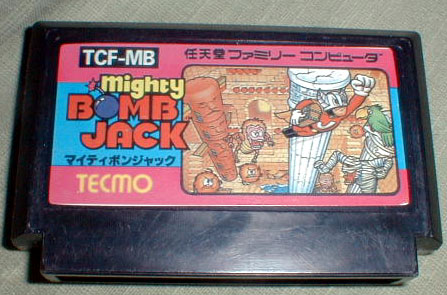 TCF-MB
任天堂 ファミリー コンピュータ
mighty
BOMB
JACK
マイティボンジャック
TECMO